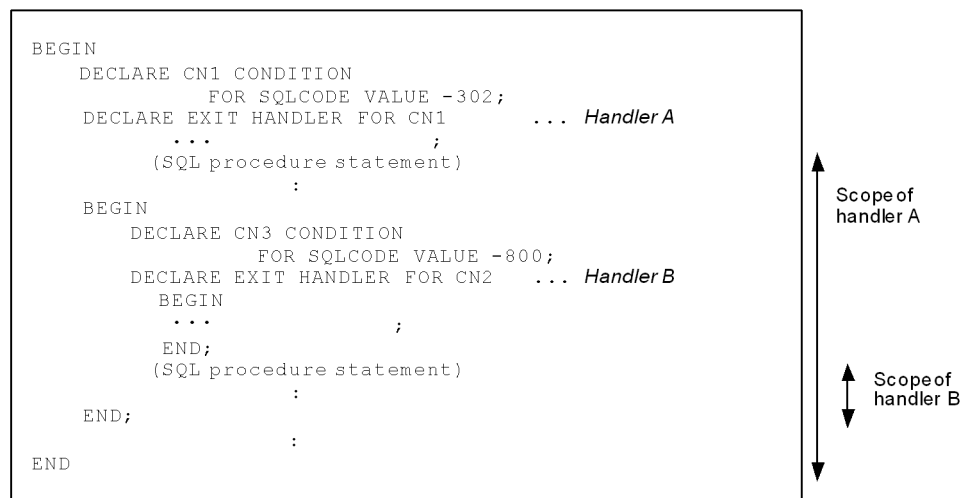 BEGIN
DECLARE CN1 CONDITION
FOR SQLCODE VALUE -302;
DECLARE EXIT HANDLER FOR CN1 ... Handler A
... ;
(SQL procedure statement)
:
BEGIN
DECLARE CN3 CONDITION
FOR SQLCODE VALUE -800;
DECLARE EXIT HANDLER FOR CN2 ... Handler B
BEGIN
... ;
END;
(SQL procedure statement)
:
END;
:
END
Scope of
handler A
Scope of
handler B